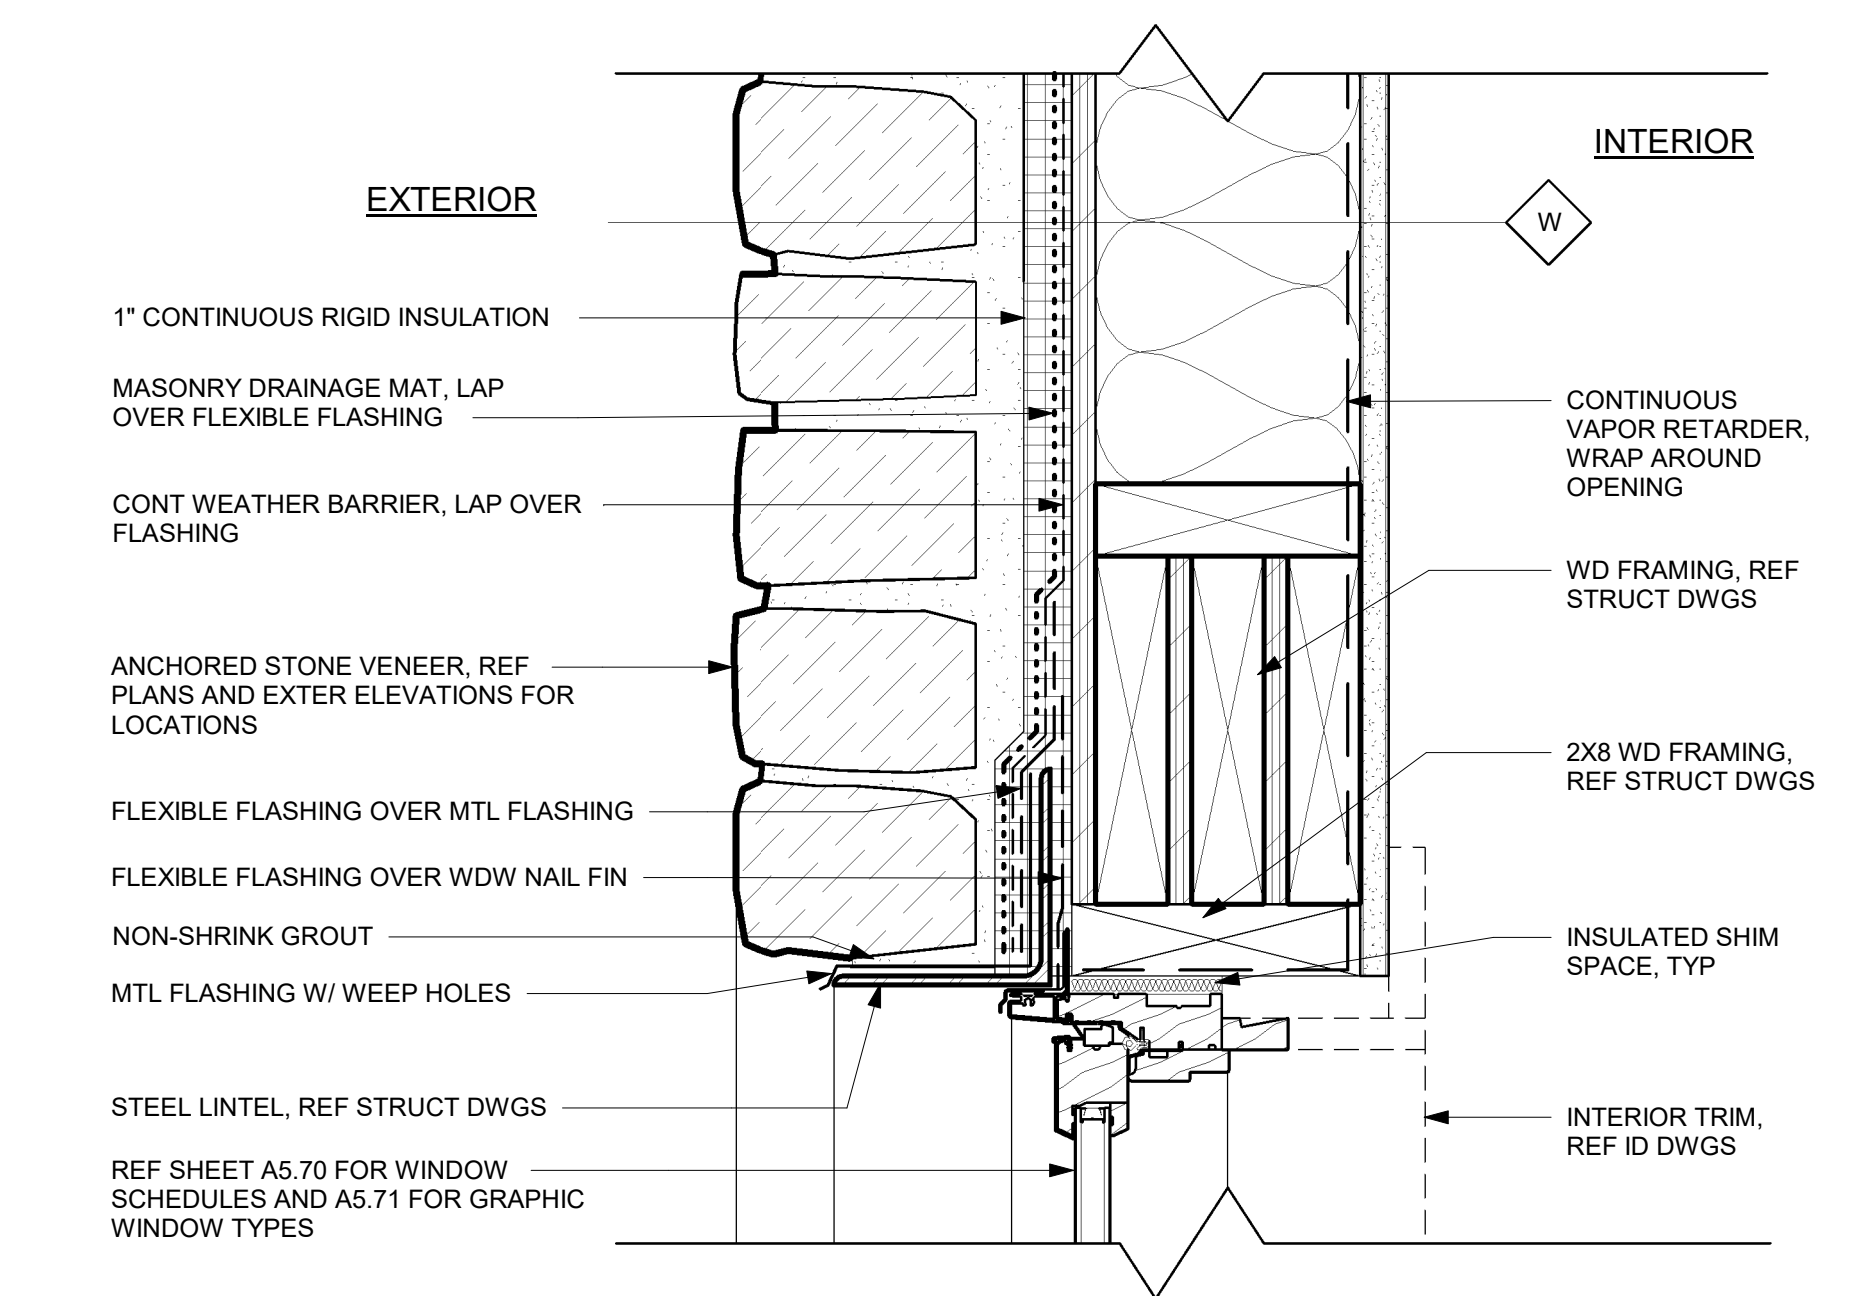 EXTERIOR
INTERIOR
W
1" CONTINUOUS RIGID INSULATION
MASONRY DRAINAGE MAT, LAP
OVER FLEXIBLE FLASHING
CONT WEATHER BARRIER, LAP OVER
FLASHING
ANCHORED STONE VENEER, REF
PLANS AND EXTER ELEVATIONS FOR
LOCATIONS
FLEXIBLE FLASHING OVER MTL FLASHING
FLEXIBLE FLASHING OVER WDW NAIL FIN
NON-SHRINK GROUT
MTL FLASHING W/ WEEP HOLES
STEEL LINTEL, REF STRUCT DWGS
REF SHEET A5.70 FOR WINDOW
SCHEDULES AND A5.71 FOR GRAPHIC
WINDOW TYPES
CONTINUOUS
VAPOR RETARDER,
WRAP AROUND
OPENING
WD FRAMING, REF
STRUCT DWGS
2X8 WD FRAMING,
REF STRUCT DWGS
INSULATED SHIM
SPACE, TYP
INTERIOR TRIM,
REF ID DWGS